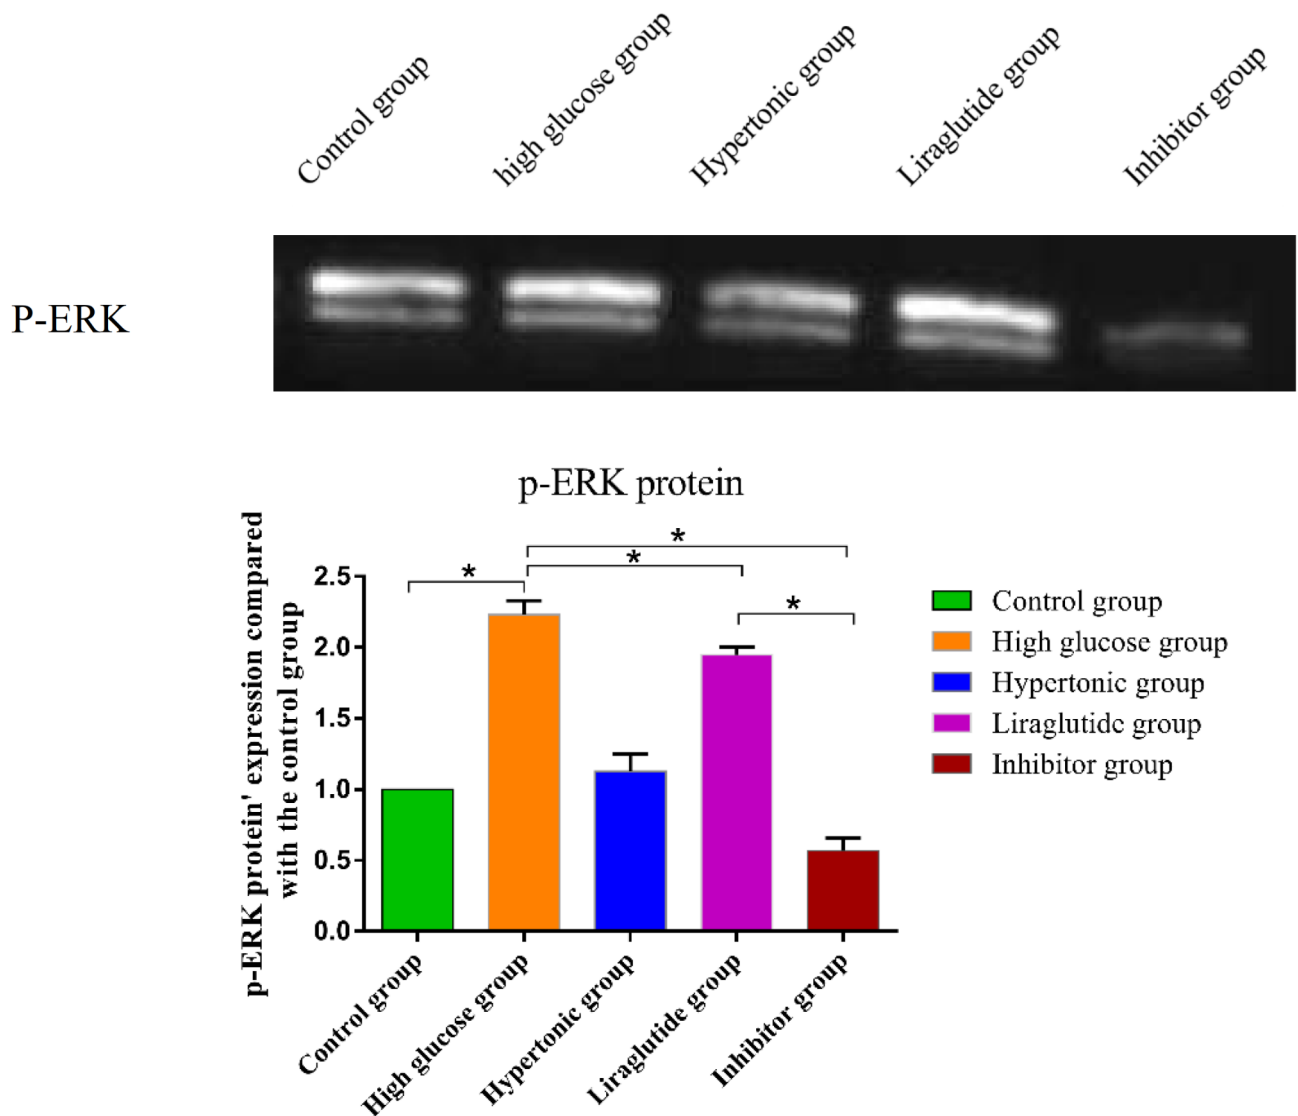 Control group
high glucose group
Hypertonic group
Liraglutide group
Inhibitor group
P-ERK
p-ERK protein
p-ERK protein' expression compared
with the control group
*
*
*
*
2.5
2.0
1.5
1.0
0.5
0.0
Control group
High glucose group
Hypertonic group
Liraglutide group
Inhibitor group
Control group
High glucose group
Hypertonic group
Liraglutide group
Inhibitor group